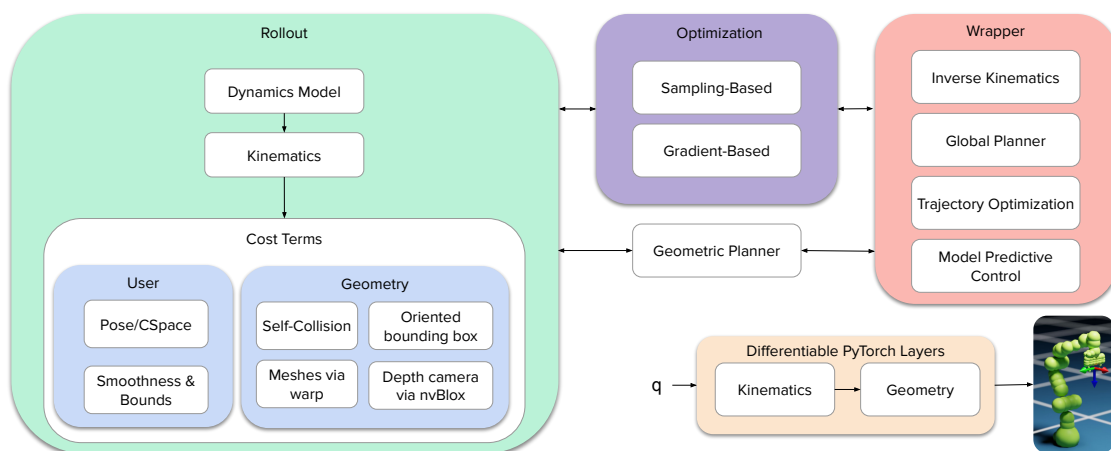 Rollout
Dynamics Model
Kinematics
Cost Terms
User
Pose/CSpace
Smoothness &
Bounds
Geometry
Self-Collision
Oriented
bounding box
Meshes via
warp
Depth camera
via nvBlox
Optimization
Sampling-Based
Gradient-Based
Geometric Planner
Wrapper
Inverse Kinematics
Global Planner
Trajectory Optimization
Model Predictive
Control
Differentiable PyTorch Layers
q
Kinematics
Geometry